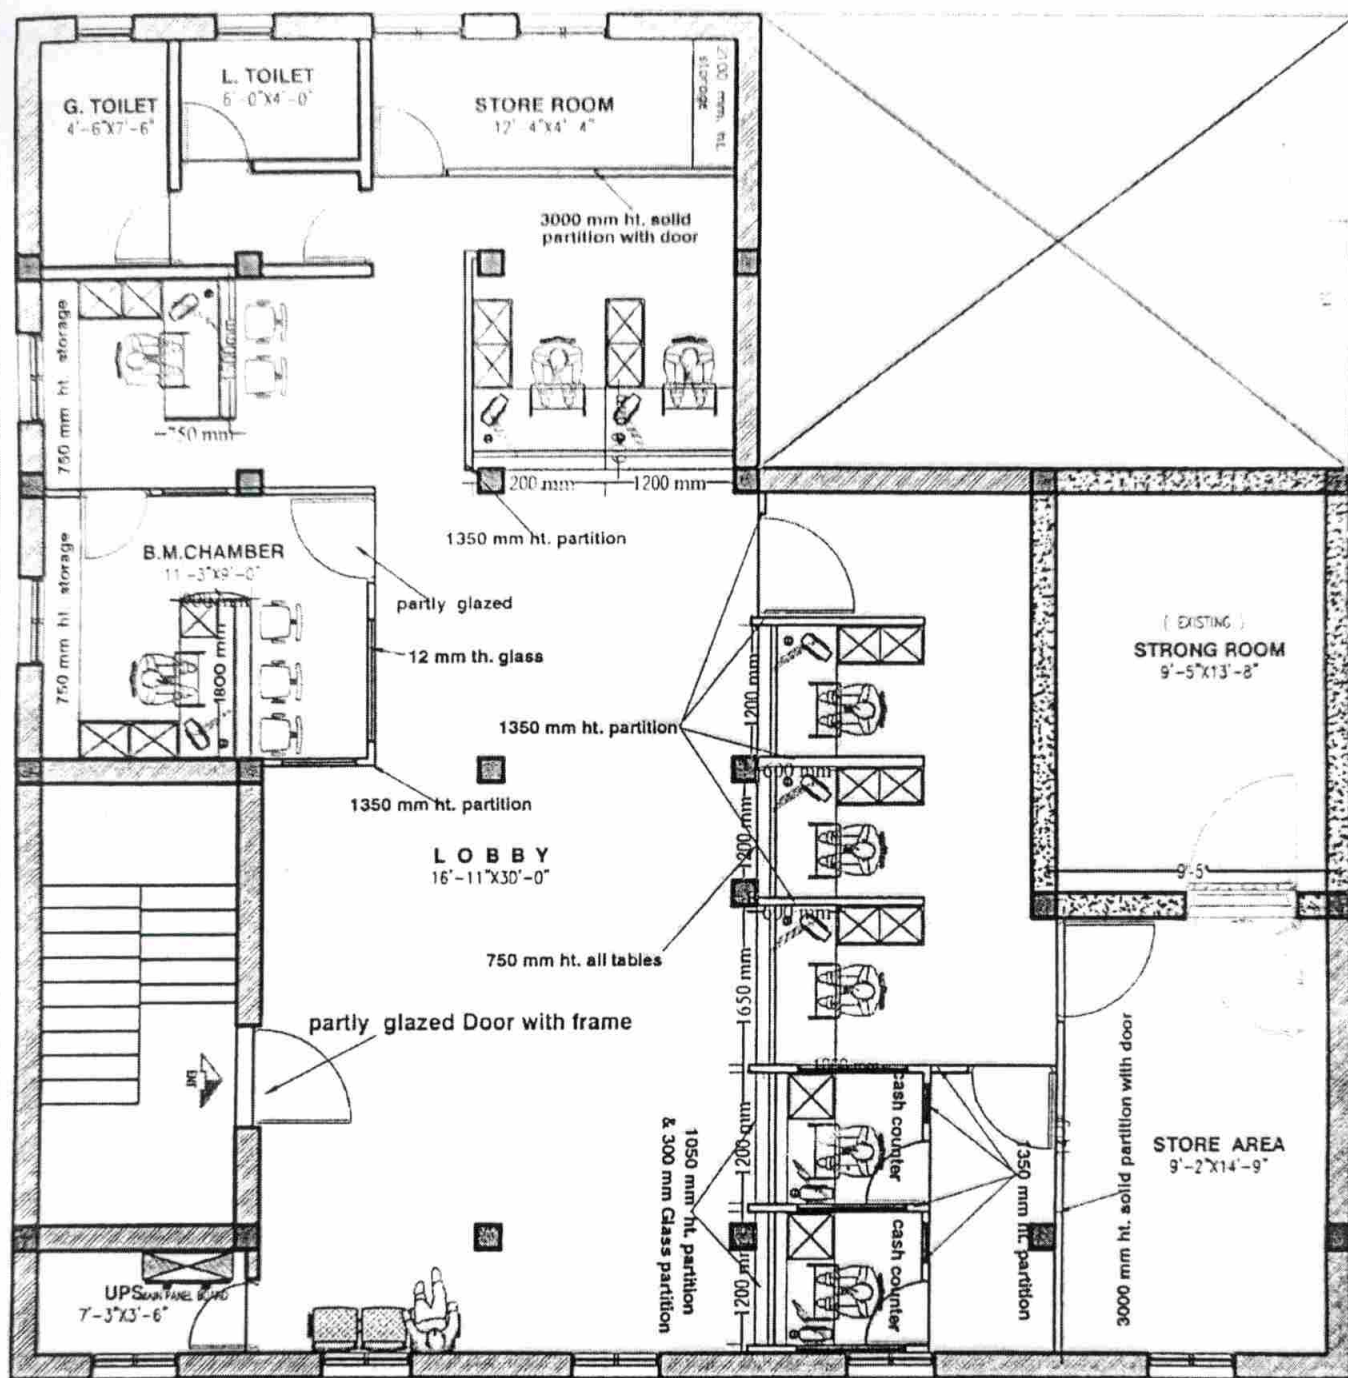 L. TOILET
6'-0"X4'-0"
G. TOILET
4'-6"X7'-6"
STORE ROOM
12'-4"X4'-4"
2100 mm. ht.
storage
3000 mm ht. solid
partition with door
750 mm ht. storage
750 mm
200 mm
1200 mm
1350 mm ht. partition
B.M.CHAMBER
11'-3"X9'-0"
750 mm ht. storage
1800 mm
partly glazed
12 mm th. glass
1350 mm ht. partition
1350 mm ht. partition
( EXISTING )
STRONG ROOM
9'-5"X13'-8"
9'-5"
1200 mm
600 mm
1200 mm
600 mm
1650 mm
LOBBY
16'-11"X30'-0"
750 mm ht. all tables
partly glazed Door with frame
EXIT
1050 mm ht. partition
& 300 mm Glass partition
1200 mm
cash counter
1200 mm
cash counter
1350 mm ht. partition
3000 mm ht. solid partition with door
STORE AREA
9'-2"X14'-9"
UPS
MAIN PANEL BOARD
7'-3"X3'-6"